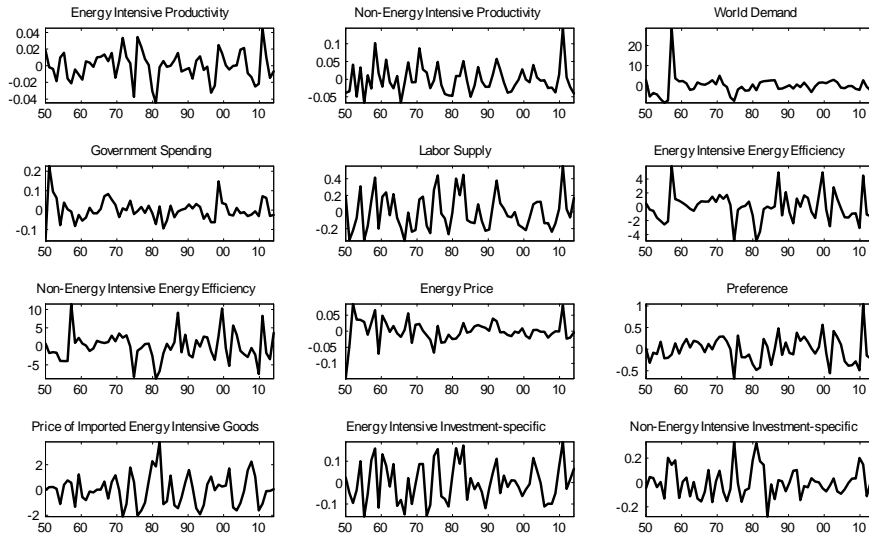 Energy Intensive Productivity
0.04
0.02
0
-0.02
-0.04
50 60 70 80 90 00 10
Non-Energy Intensive Productivity
0.1
0.05
0
-0.05
50 60 70 80 90 00 10
World Demand
20
10
0
50 60 70 80 90 00 10
Government Spending
0.2
0.1
0
-0.1
50 60 70 80 90 00 10
Labor Supply
0.4
0.2
0
-0.2
50 60 70 80 90 00 10
Energy Intensive Energy Efficiency
4
2
0
-2
-4
50 60 70 80 90 00 10
Non-Energy Intensive Energy Efficiency
10
5
0
-5
50 60 70 80 90 00 10
Energy Price
0.05
0
-0.05
-0.1
50 60 70 80 90 00 10
Preference
1
0.5
0
-0.5
50 60 70 80 90 00 10
Price of Imported Energy Intensive Goods
2
0
-2
50 60 70 80 90 00 10
Energy Intensive Investment-specific
0.1
0
-0.1
50 60 70 80 90 00 10
Non-Energy Intensive Investment-specific
0.2
0
-0.2
50 60 70 80 90 00 10